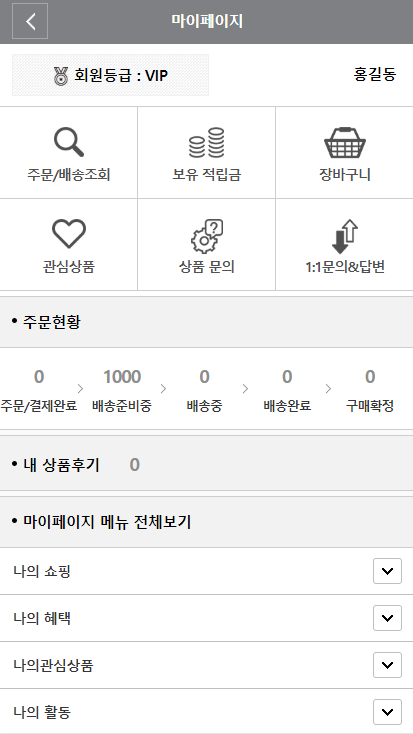 마이페이지
회원등급 : VIP
홍길동
주문/배송조회 보유 적립금 장바구니
관심상품 상품 문의 1:1문의&답변
• 주문현황
0 1000 0 0 0
주문/결제완료 배송준비중 배송중 배송완료 구매확정
• 내 상품후기 0
• 마이페이지 메뉴 전체보기
나의 쇼핑
나의 혜택
나의관심상품
나의 활동